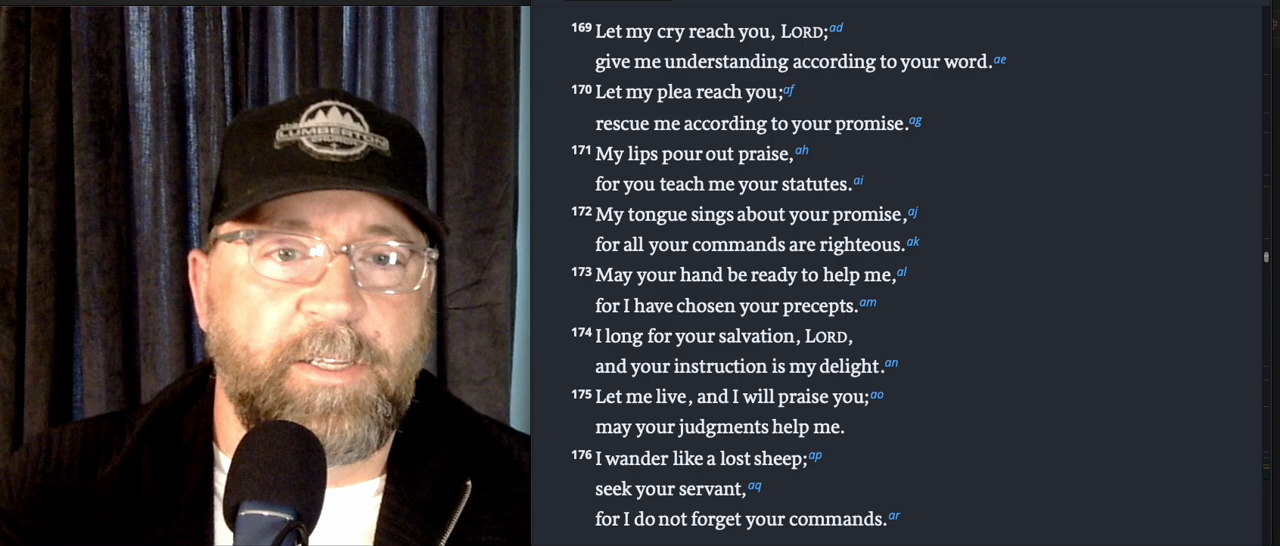 LUMBERTON
169 Let my cry reach you, LORD;ad
give me understanding according to your word.ae
170 Let my plea reach you;af
rescue me according to your promise.ag
171 My lips pour out praise,ah
for you teach me your statutes.ai
172 My tongue sings about your promise,aj
for all your commands are righteous.ak
173 May your hand be ready to help me,al
for I have chosen your precepts.am
174 I long for your salvation, LORD,
and your instruction is my delight.an
175 Let me live, and I will praise you;ao
may your judgments help me.
176 I wander like a lost sheep;ap
seek your servant,aq
for I do not forget your commands.ar